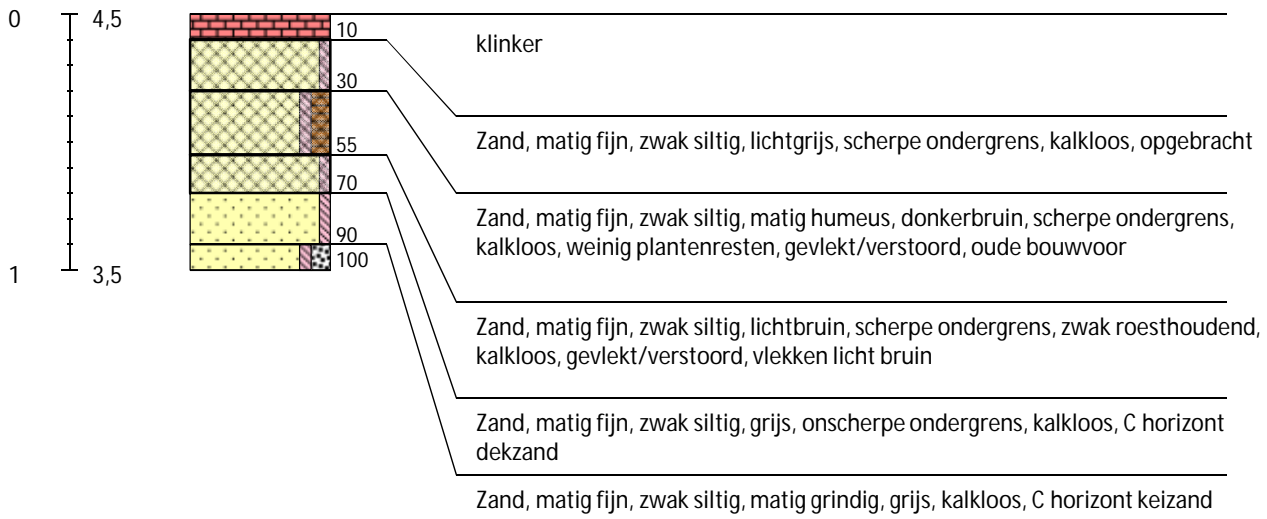 0 4,5
10
klinker
30
Zand, matig fijn, zwak siltig, lichtgrijs, scherpe ondergrens, kalkloos, opgebracht
55
70
Zand, matig fijn, zwak siltig, matig humeus, donkerbruin, scherpe ondergrens,
kalkloos, weinig plantenresten, gevlekt/verstoord, oude bouwvoor
90
100
1 3,5
Zand, matig fijn, zwak siltig, lichtbruin, scherpe ondergrens, zwak roesthoudend,
kalkloos, gevlekt/verstoord, vlekken licht bruin
Zand, matig fijn, zwak siltig, grijs, onscherpe ondergrens, kalkloos, C horizont
dekzand
Zand, matig fijn, zwak siltig, matig grindig, grijs, kalkloos, C horizont keizand